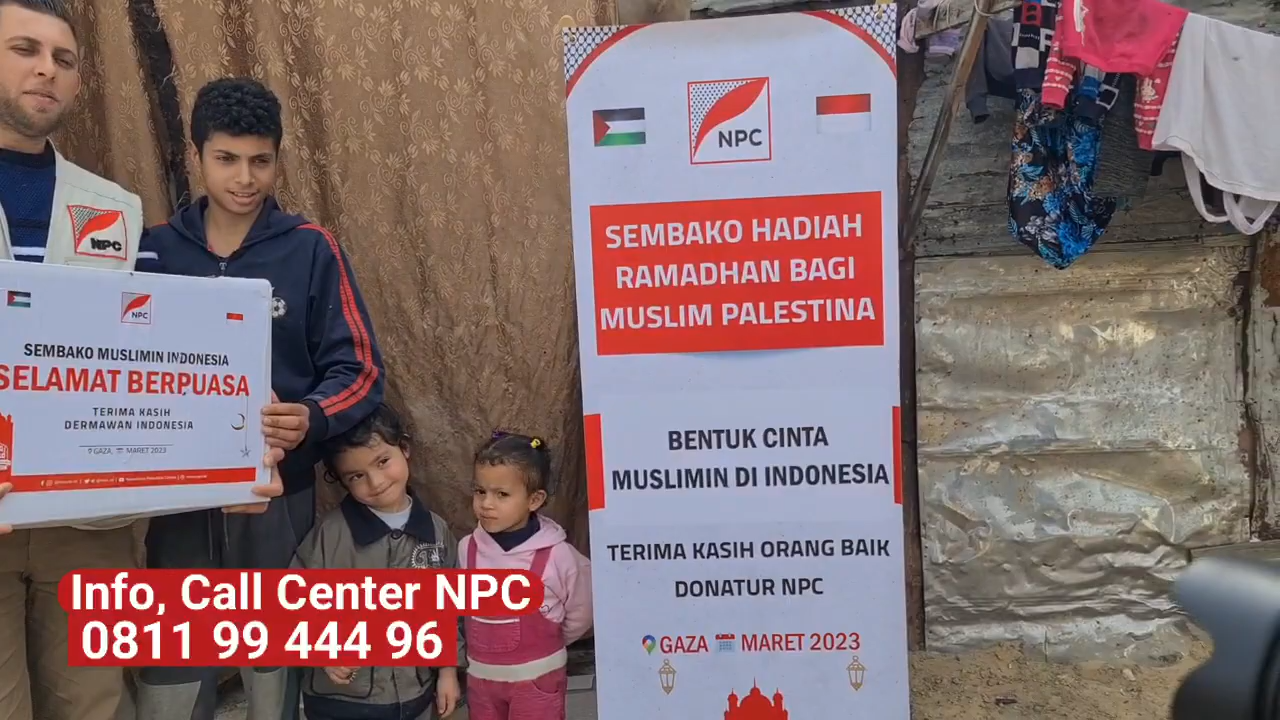 NPC
SEMBAKO HADIAH
RAMADHAN BAGI
MUSLIM PALESTINA
BENTUK CINTA
MUSLIMIN DI INDONESIA
TERIMA KASIH ORANG BAIK
DONATUR NPC
GAZA MARET 2023
NPC
NPC
SEMBAKO MUSLIMIN INDONESIA
SELAMAT BERPUASA
TERIMA KASIH
DERMAWAN INDONESIA
GAZA, MARET 2023
Info, Call Center NPC
0811 99 444 96